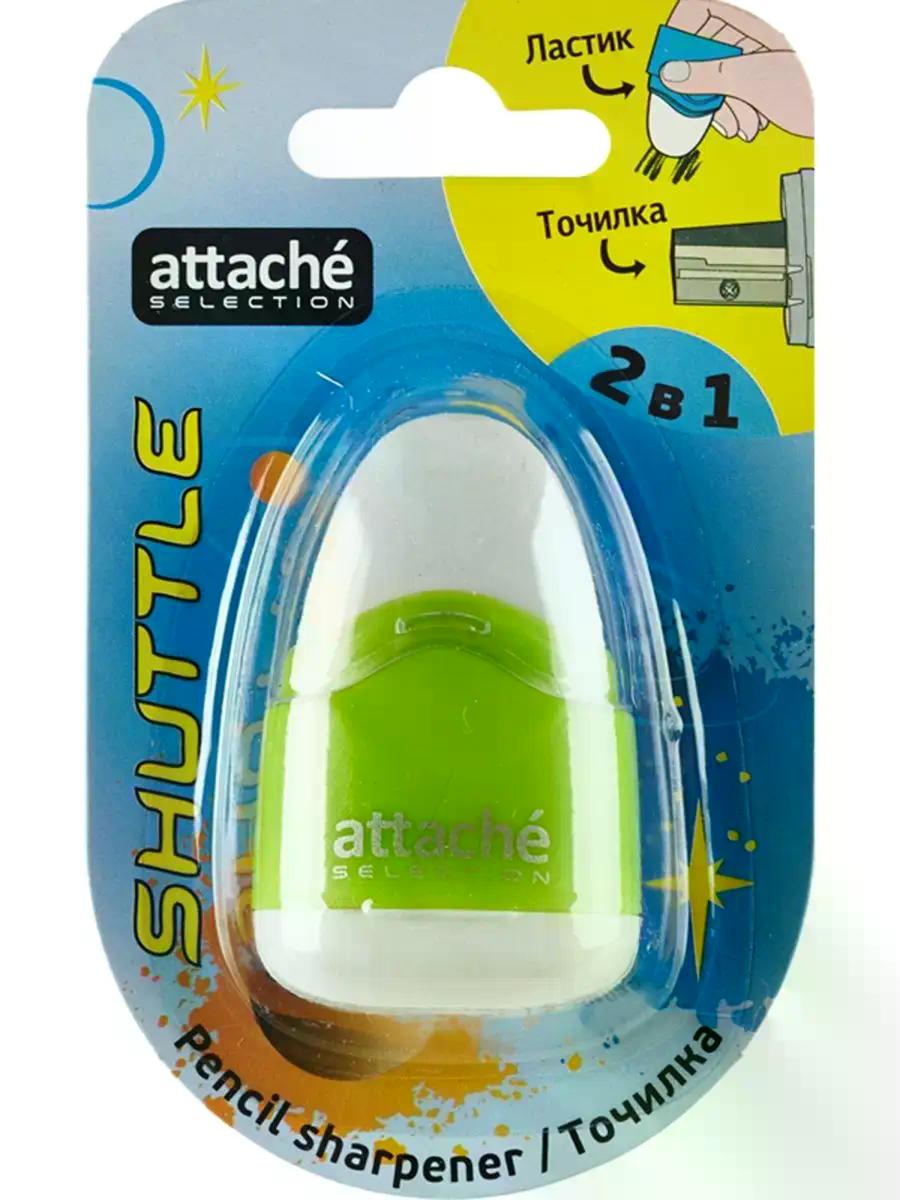 Ластик
Точилка
2 в 1
attaché
SELECTION
SHUTTLE
attaché
SELECTION
Pencil sharpener / Точилка